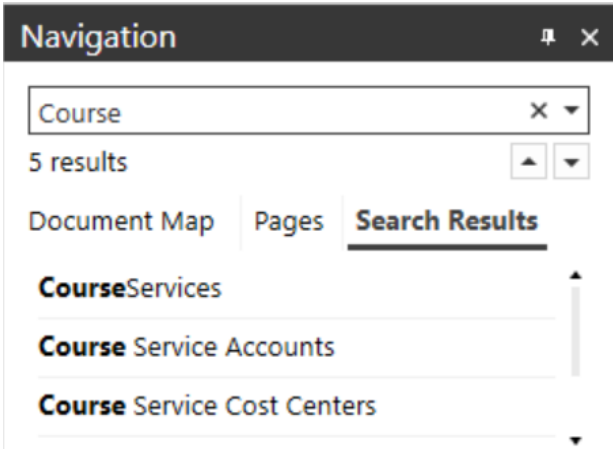 Navigation
Course
5 results
Document Map Pages Search Results
CourseServices
Course Service Accounts
Course Service Cost Centers